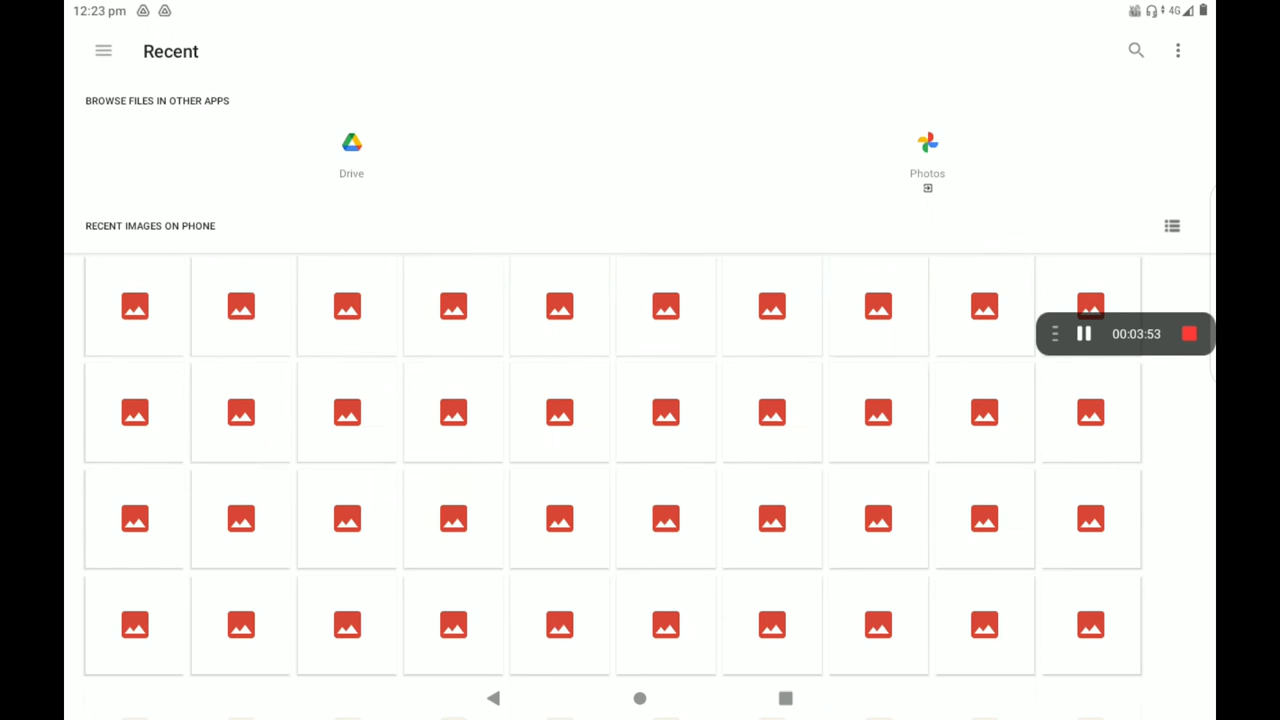 12:23 pm
4G
Recent
BROWSE FILES IN OTHER APPS
Drive
Photos
RECENT IMAGES ON PHONE
00:03:53